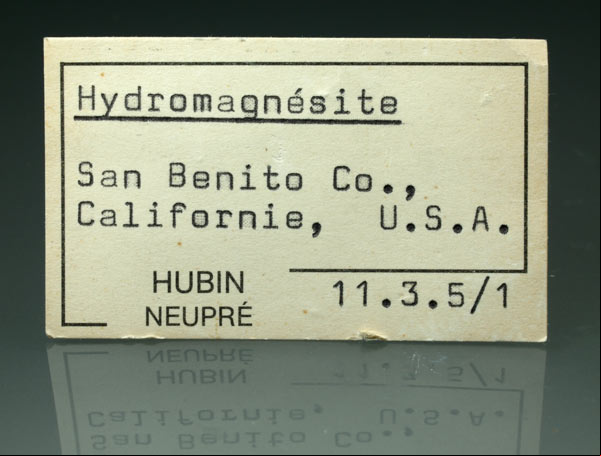 Hydromagnésite
San Benito Co.,
Californie, U.S.A.
HUBIN
NEUPRÉ
11.3.5/1